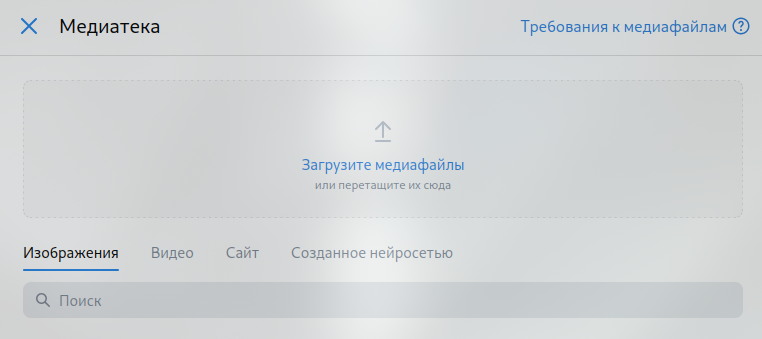 Медиатека
Требования к медиафайлам ?
Загрузите медиафайлы
или перетащите их сюда
Изображения Видео Сайт Созданное нейросетью
Поиск